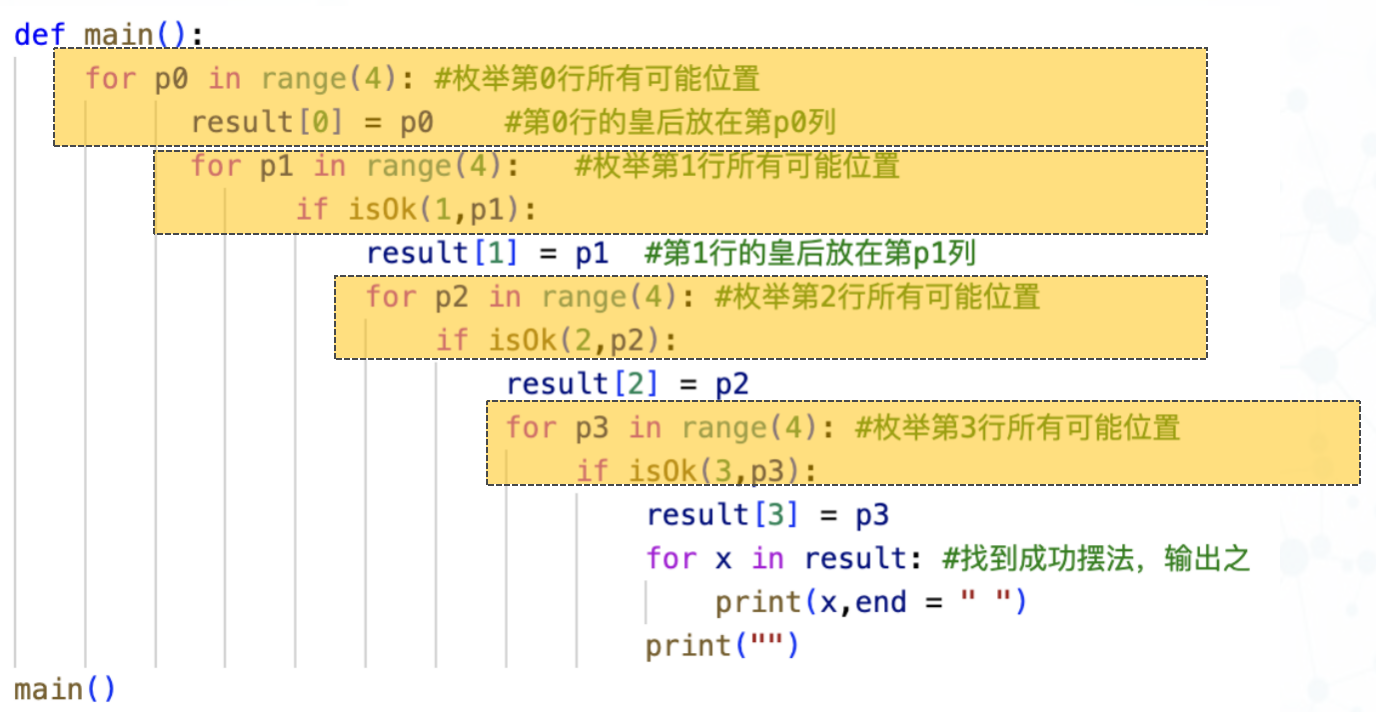 def main():
    for p0 in range(4): #枚举第0行所有可能位置
        result[0] = p0    #第0行的皇后放在第p0列
        for p1 in range(4):   #枚举第1行所有可能位置
            if isOk(1,p1):
                result[1] = p1  #第1行的皇后放在第p1列
                for p2 in range(4): #枚举第2行所有可能位置
                    if isOk(2,p2):
                        result[2] = p2
                        for p3 in range(4): #枚举第3行所有可能位置
                            if isOk(3,p3):
                                result[3] = p3
                                for x in result: #找到成功摆法，输出之
                                    print(x,end = " ")
                                print("")
main()